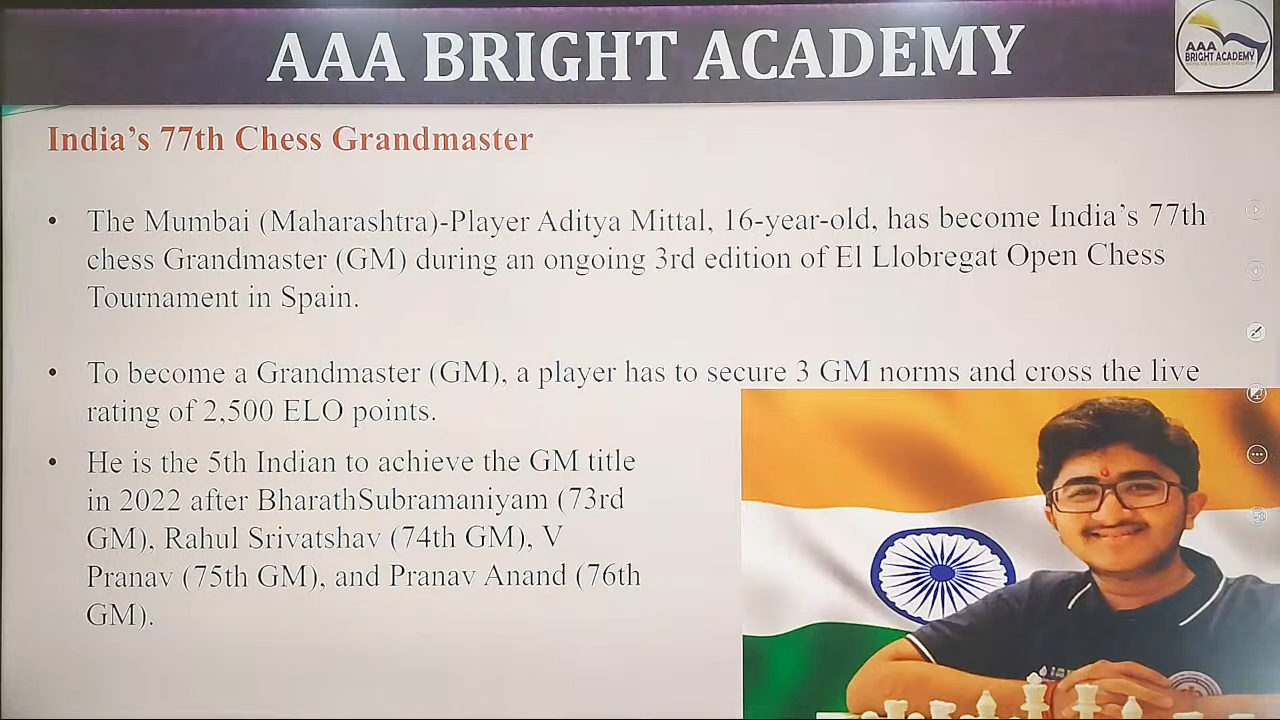 AAA BRIGHT ACADEMY
AAA
BRIGHT ACADEMY
India’s 77th Chess Grandmaster
• The Mumbai (Maharashtra)-Player Aditya Mittal, 16-year-old, has become India’s 77th
chess Grandmaster (GM) during an ongoing 3rd edition of El Llobregat Open Chess
Tournament in Spain.
• To become a Grandmaster (GM), a player has to secure 3 GM norms and cross the live
rating of 2,500 ELO points.
• He is the 5th Indian to achieve the GM title
in 2022 after BharathSubramaniyam (73rd
GM), Rahul Srivatshav (74th GM), V
Pranav (75th GM), and Pranav Anand (76th
GM).